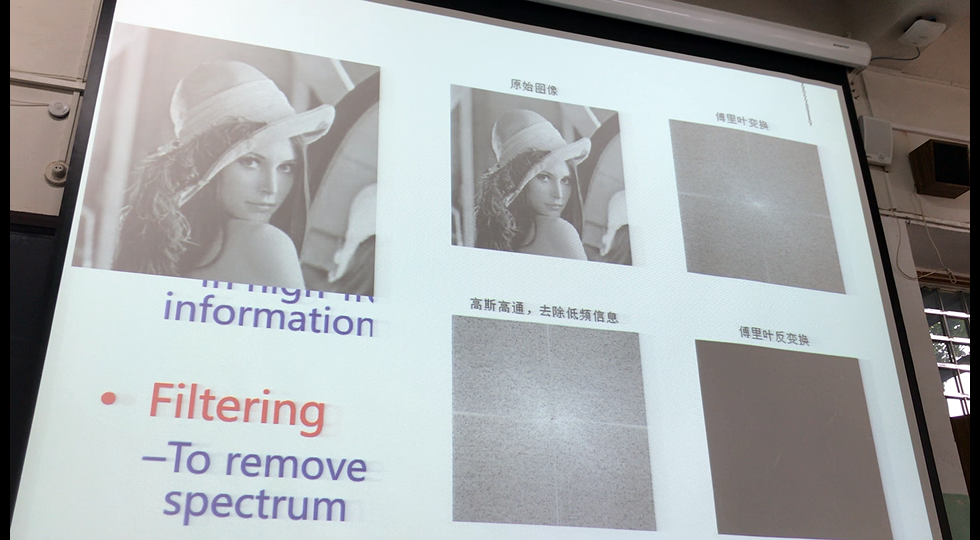 原始图像
傅里叶变换
information
高斯高通，去除低频信息
傅里叶反变换
• Filtering
–To remove
spectrum